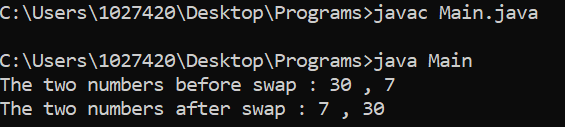 C:\Users\1027420\Desktop\Programs>javac Main.java
C:\Users\1027420\Desktop\Programs>java Main
The two numbers before swap : 30 , 7
The two numbers after swap : 7 , 30